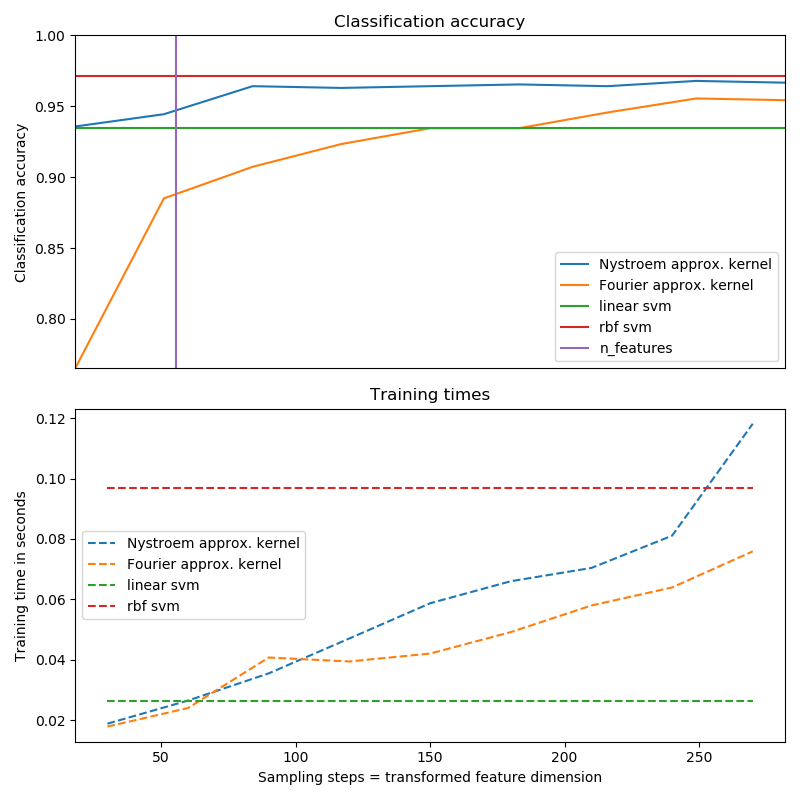 Classification accuracy
1.00
0.95
0.90
0.85
0.80
Classification accuracy
Nystroem approx. kernel
Fourier approx. kernel
linear svm
rbf svm
n_features
Training times
0.12
0.10
0.08
0.06
0.04
0.02
Training time in seconds
Nystroem approx. kernel
Fourier approx. kernel
linear svm
rbf svm
50 100 150 200 250
Sampling steps = transformed feature dimension